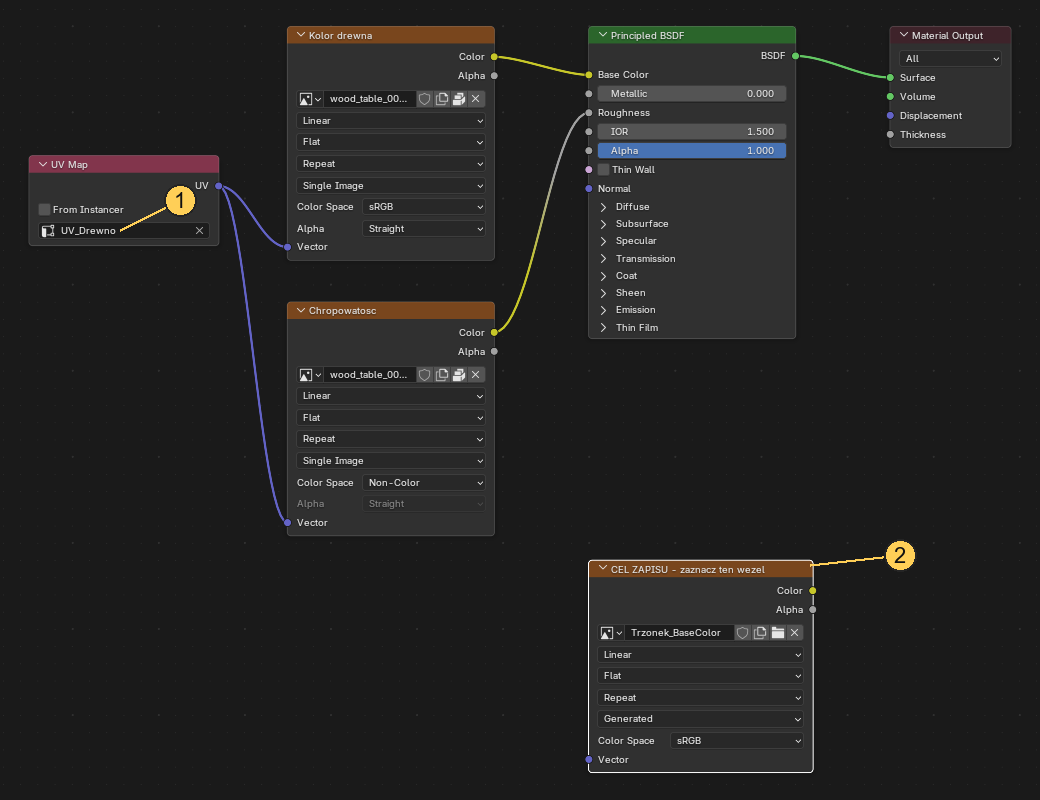 Kolor drewna
Color
Alpha
wood_table_00...
Linear
Flat
Repeat
Single Image
Color Space sRGB
Alpha Straight
Vector
Principled BSDF
BSDF
Base Color
Metallic 0.000
Roughness
IOR 1.500
Alpha 1.000
Thin Wall
Normal
Diffuse
Subsurface
Specular
Transmission
Coat
Sheen
Emission
Thin Film
Material Output
All
Surface
Volume
Displacement
Thickness
UV Map
UV
1
From Instancer
UV_Drewno
Chropowatosc
Color
Alpha
wood_table_00...
Linear
Flat
Repeat
Single Image
Color Space Non-Color
Alpha Straight
Vector
2
CEL ZAPISU - zaznacz ten wezel
Color
Alpha
Trzonek_BaseColor
Linear
Flat
Repeat
Generated
Color Space sRGB
Vector